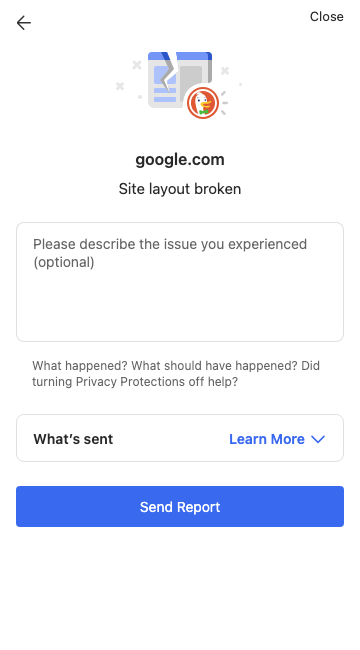 Close
google.com
Site layout broken
Please describe the issue you experienced
(optional)
What happened? What should have happened? Did
turning Privacy Protections off help?
What’s sent
Learn More
Send Report